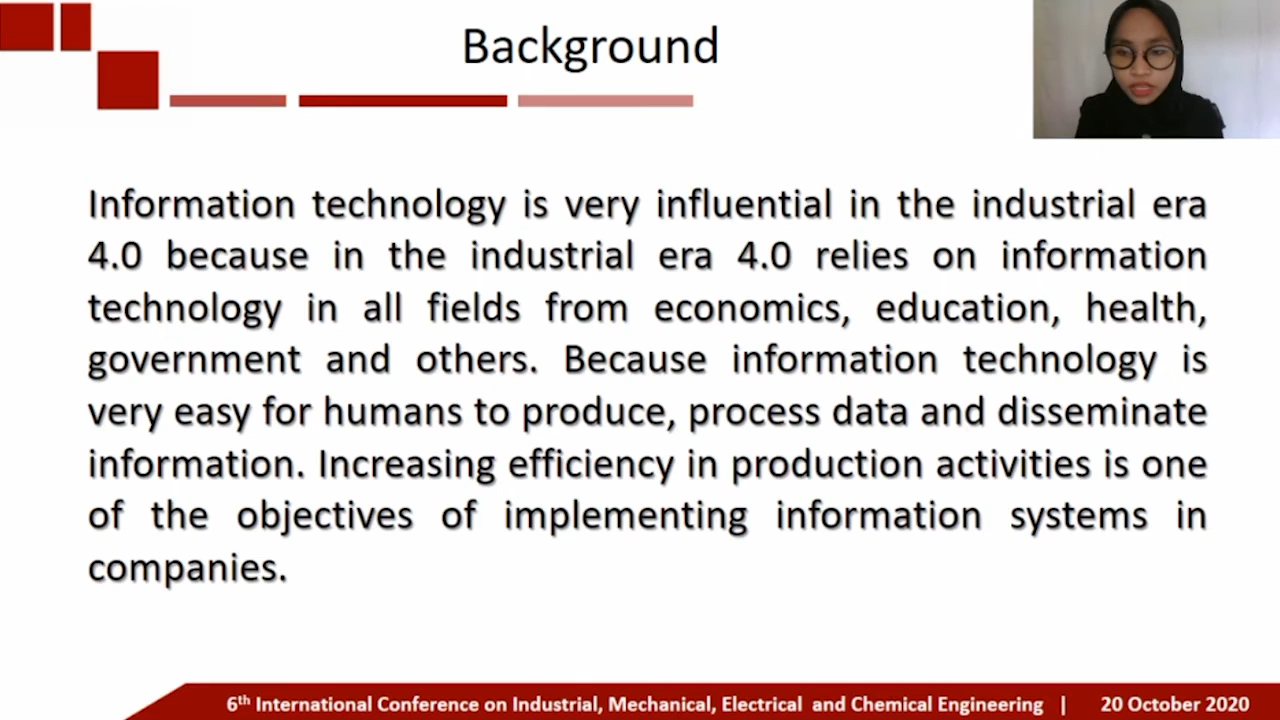 Background
Information technology is very influential in the industrial era
4.0 because in the industrial era 4.0 relies on information
technology in all fields from economics, education, health,
government and others. Because information technology is
very easy for humans to produce, process data and disseminate
information. Increasing efficiency in production activities is one
of the objectives of implementing information systems in
companies.
6th International Conference on Industrial, Mechanical, Electrical and Chemical Engineering | 20 October 2020